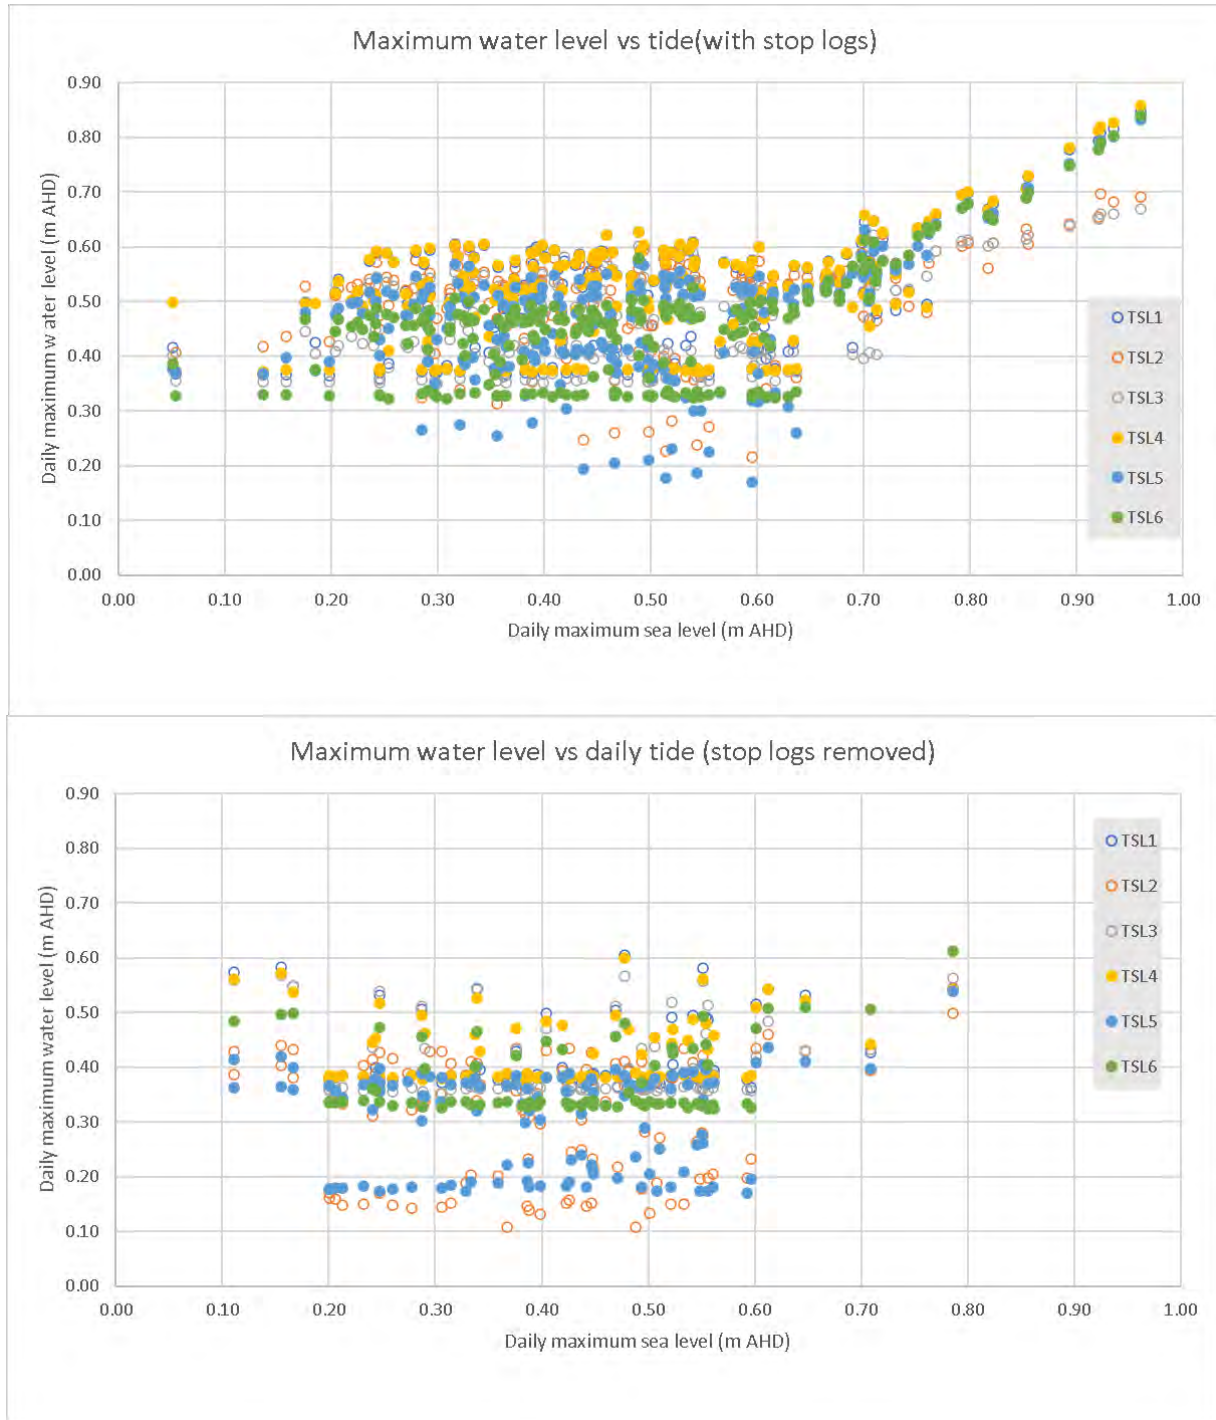 Maximum water level vs tide(with stop logs)
Daily maximum w ater level (m AHD)
0.90
0.80
0.70
0.60
0.50
0.40
0.30
0.20
0.10
0.00
0.00 0.10 0.20 0.30 0.40 0.50 0.60 0.70 0.80 0.90 1.00
Daily maximum sea level (m AHD)
TSL1
TSL2
TSL3
TSL4
TSL5
TSL6
Maximum water level vs daily tide (stop logs removed)
Daily maximum water level (m AHD)
0.90
0.80
0.70
0.60
0.50
0.40
0.30
0.20
0.10
0.00
0.00 0.10 0.20 0.30 0.40 0.50 0.60 0.70 0.80 0.90 1.00
Daily maximum sea level (m AHD)
TSL1
TSL2
TSL3
TSL4
TSL5
TSL6